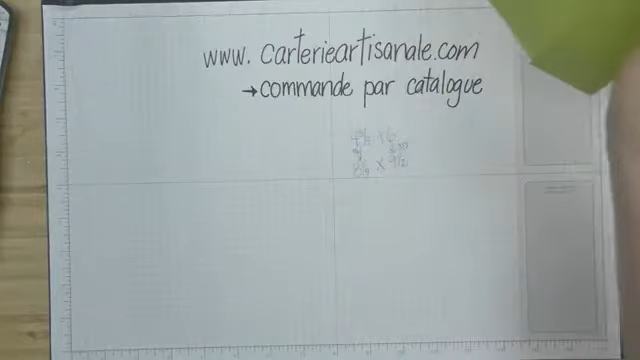 www. carterieartisanale.com
→commande par catalogue